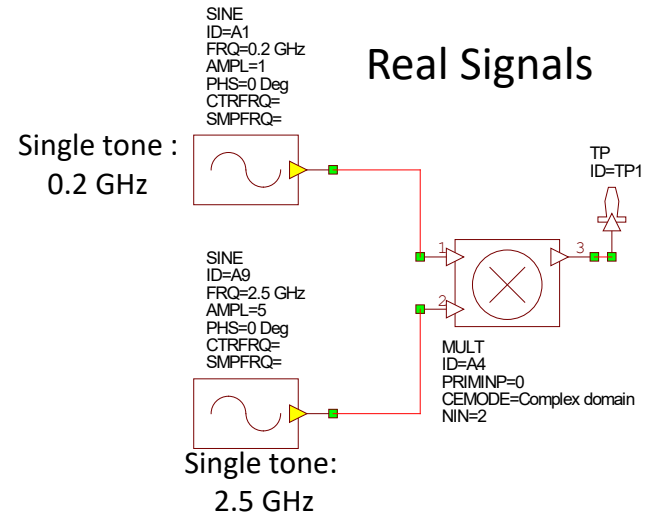 SINE
ID=A1
FRQ=0.2 GHz
AMPL=1
PHS=0 Deg
CTRFRQ=
SMPFRQ=
Real Signals
Single tone :
0.2 GHz
TP
ID=TP1
1
3
2
SINE
ID=A9
FRQ=2.5 GHz
AMPL=5
PHS=0 Deg
CTRFRQ=
SMPFRQ=
MULT
ID=A4
PRIMINP=0
CEMODE=Complex domain
NIN=2
Single tone:
2.5 GHz